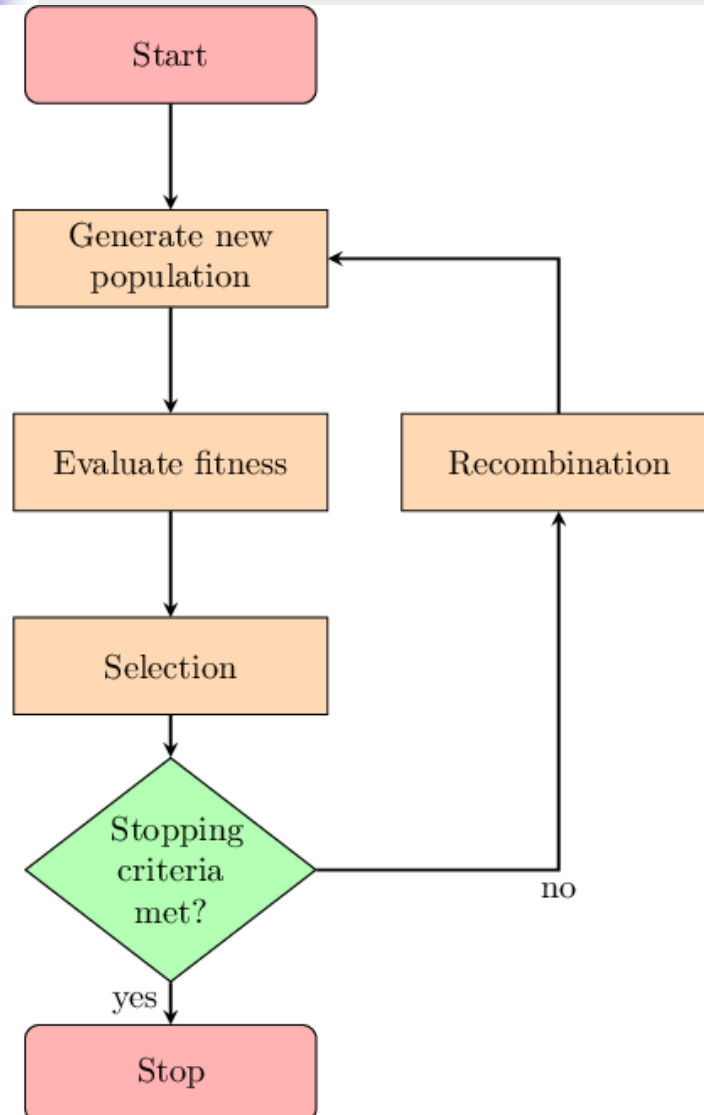 Start
Generate new
population
Evaluate fitness
Recombination
Selection
Stopping
criteria
met?
no
yes
Stop